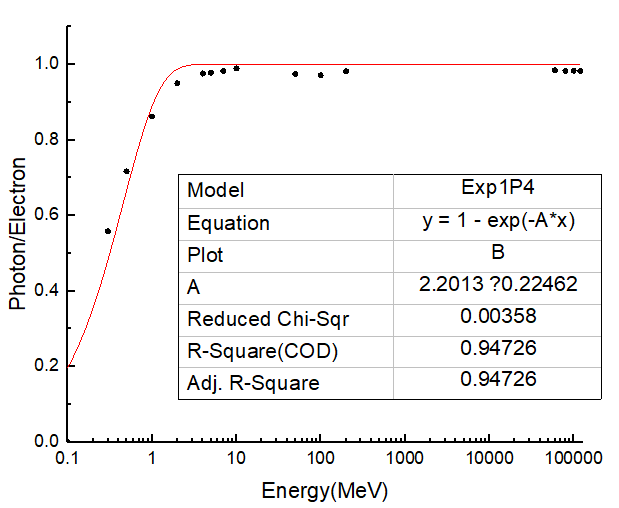 1.0
0.8
0.6
0.4
0.2
0.0
Photon/Electron
Model Exp1P4
Equation y = 1 - exp(-A*x)
Plot B
A 2.2013 ?0.22462
Reduced Chi-Sqr 0.00358
R-Square(COD) 0.94726
Adj. R-Square 0.94726
0.1 1 10 100 1000 10000 100000
Energy(MeV)